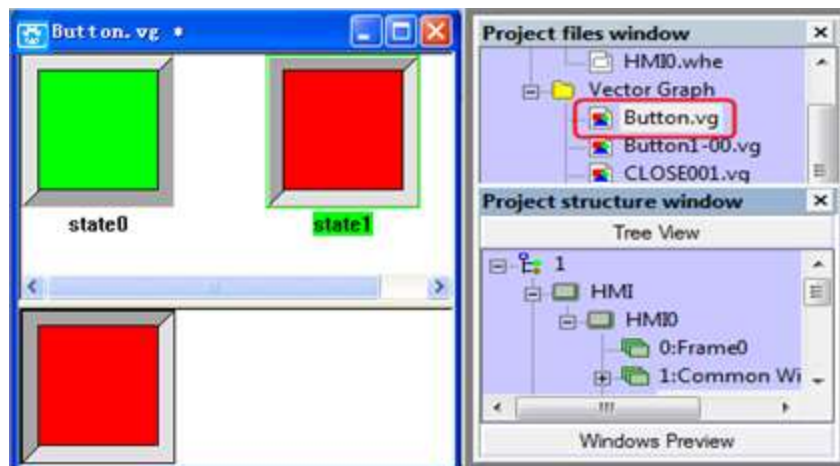 Button.vg *
state0
state1
Project files window
HMI0.whe
Vector Graph
Button.vg
Button1-00.vg
CLOSE001.vg
Project structure window
Tree View
1
HMI
HMI0
0:Frame0
1:Common Wi
Windows Preview